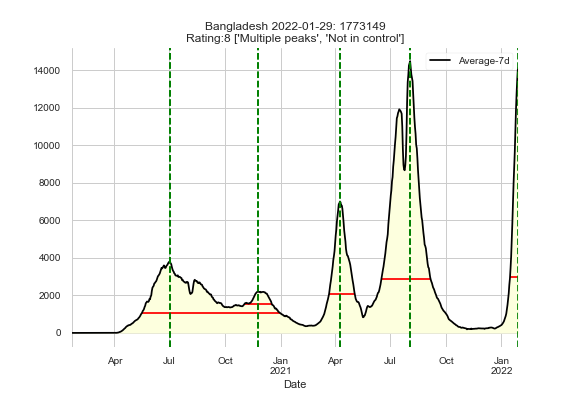 Bangladesh 2022-01-29: 1773149
Rating:8 ['Multiple peaks', 'Not in control']
Average-7d
14000
12000
10000
8000
6000
4000
2000
0
Apr Jul Oct Jan Apr Jul Oct Jan
2021 2022
Date